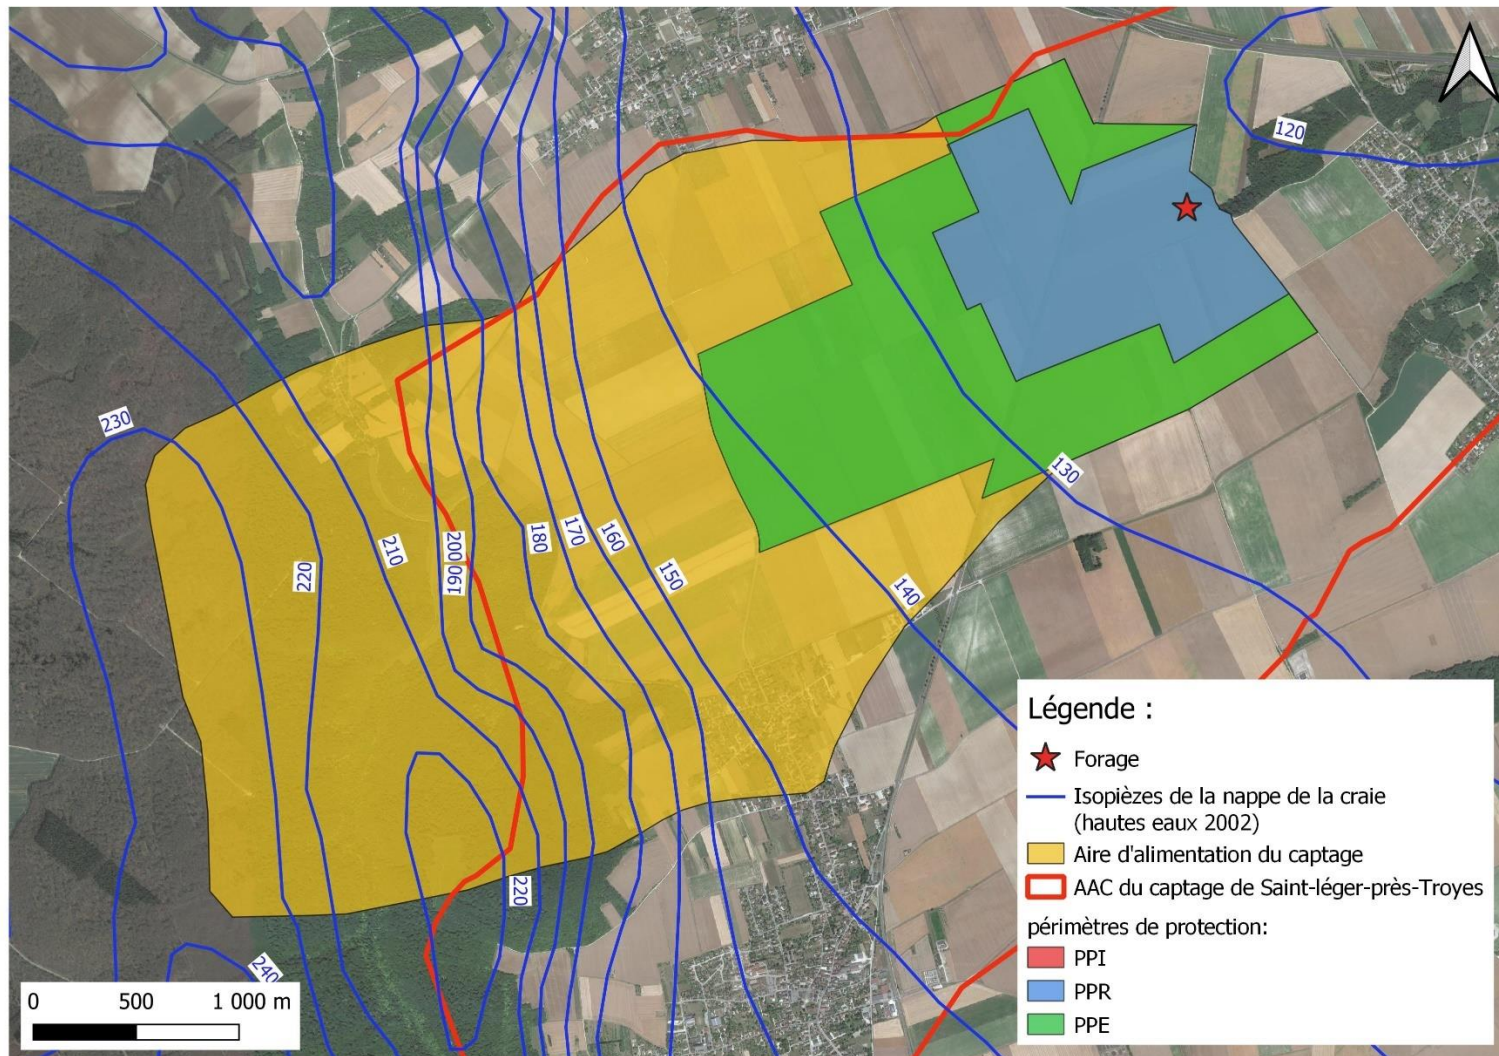 120
230
130
180
170
160
200
210
190
220
150
140
220
240
Légende :
Forage
Isopièzes de la nappe de la craie
(hautes eaux 2002)
Aire d'alimentation du captage
AAC du captage de Saint-léger-près-Troyes
périmètres de protection:
PPI
PPR
PPE
0 500 1 000 m